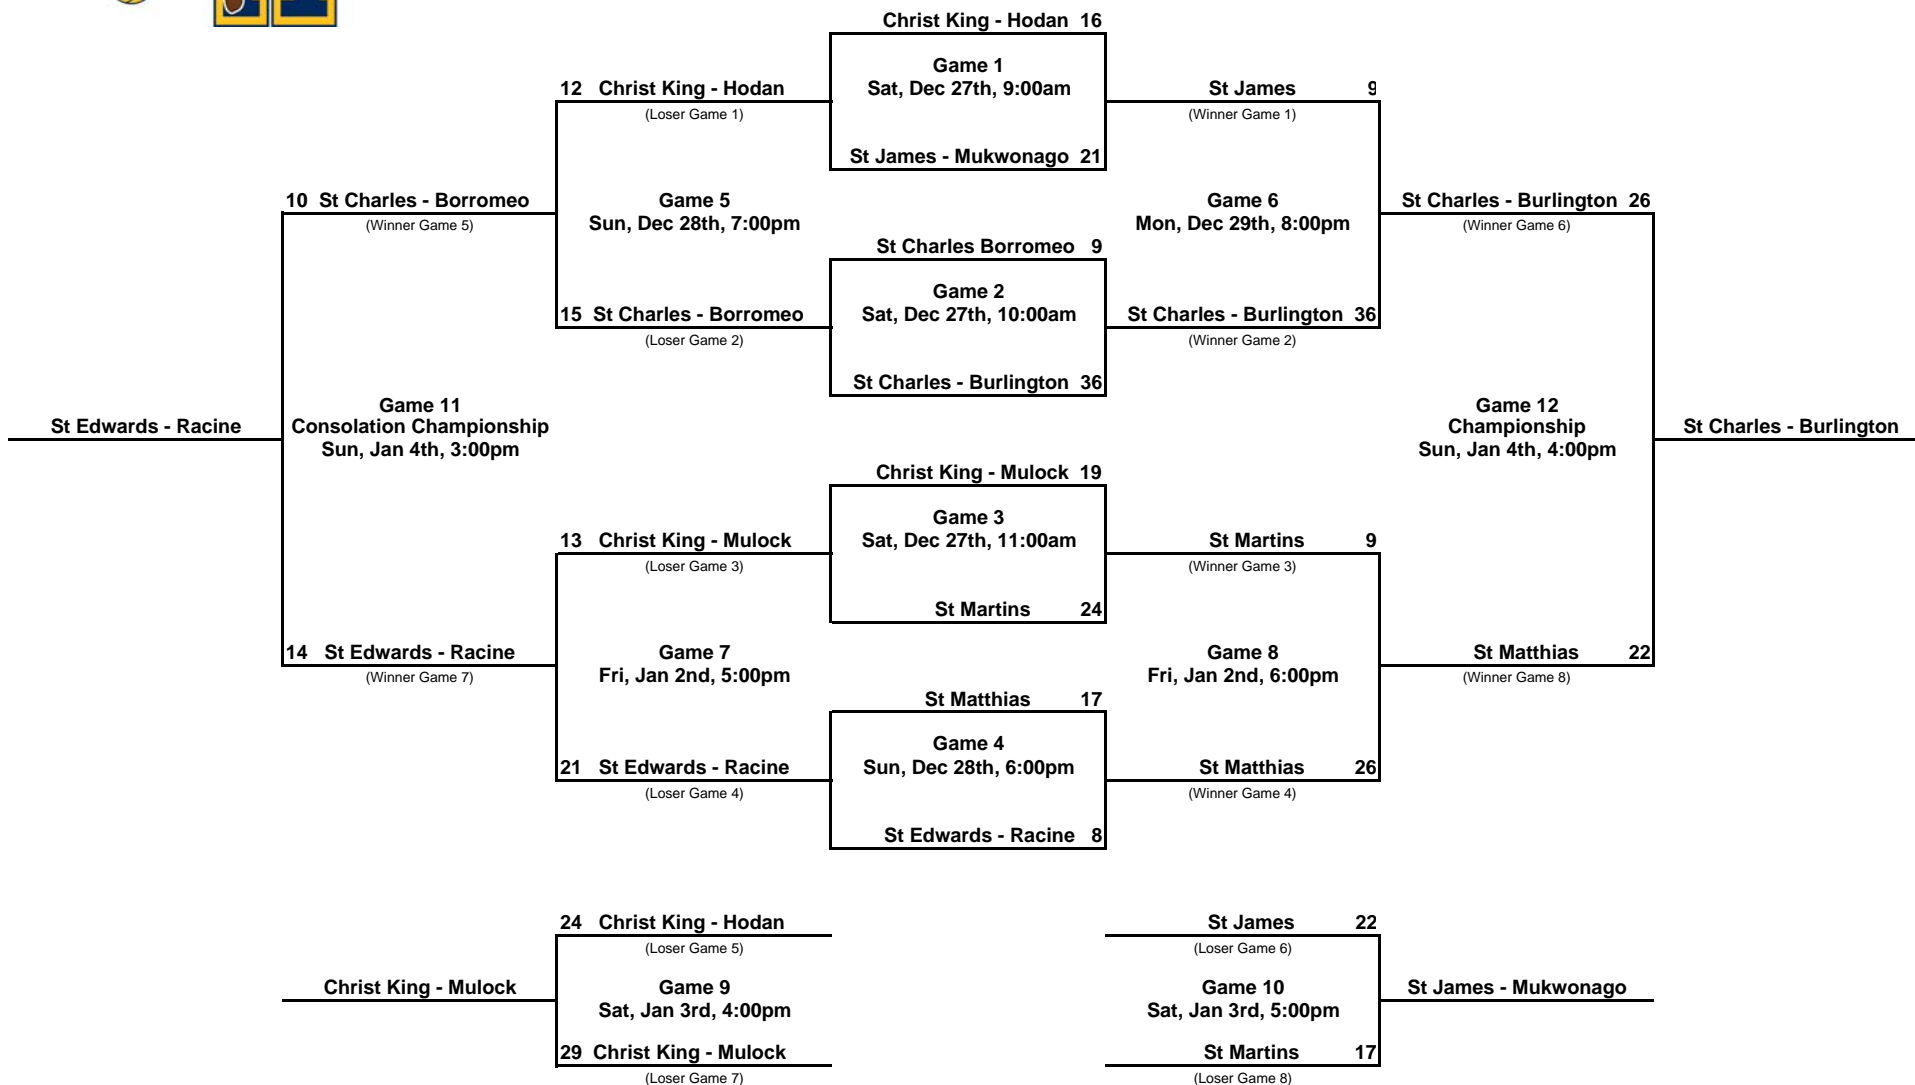 Christ King - Hodan 16
Game 1
12 Christ King - Hodan Sat, Dec 27th, 9:00am St James 9
(Loser Game 1) (Winner Game 1)
St James - Mukwonago 21
10 St Charles - Borromeo Game 5 Game 6 St Charles - Burlington 26
(Winner Game 5) Sun, Dec 28th, 7:00pm Mon, Dec 29th, 8:00pm (Winner Game 6)
St Charles Borromeo 9
Game 2
15 St Charles - Borromeo Sat, Dec 27th, 10:00am St Charles - Burlington 36
(Loser Game 2) (Winner Game 2)
St Charles - Burlington 36
Game 11 Game 12
St Edwards - Racine Consolation Championship Championship St Charles - Burlington
Sun, Jan 4th, 3:00pm Sun, Jan 4th, 4:00pm
Christ King - Mulock 19
Game 3
13 Christ King - Mulock Sat, Dec 27th, 11:00am St Martins 9
(Loser Game 3) (Winner Game 3)
St Martins 24
14 St Edwards - Racine Game 7 Game 8 St Matthias 22
(Winner Game 7) Fri, Jan 2nd, 5:00pm Fri, Jan 2nd, 6:00pm (Winner Game 8)
St Matthias 17
Game 4
21 St Edwards - Racine Sun, Dec 28th, 6:00pm St Matthias 26
(Loser Game 4) (Winner Game 4)
St Edwards - Racine 8
24 Christ King - Hodan St James 22
(Loser Game 5) (Loser Game 6)
Christ King - Mulock Game 9 Game 10 St James - Mukwonago
Sat, Jan 3rd, 4:00pm Sat, Jan 3rd, 5:00pm
29 Christ King - Mulock St Martins 17
(Loser Game 7) (Loser Game 8)